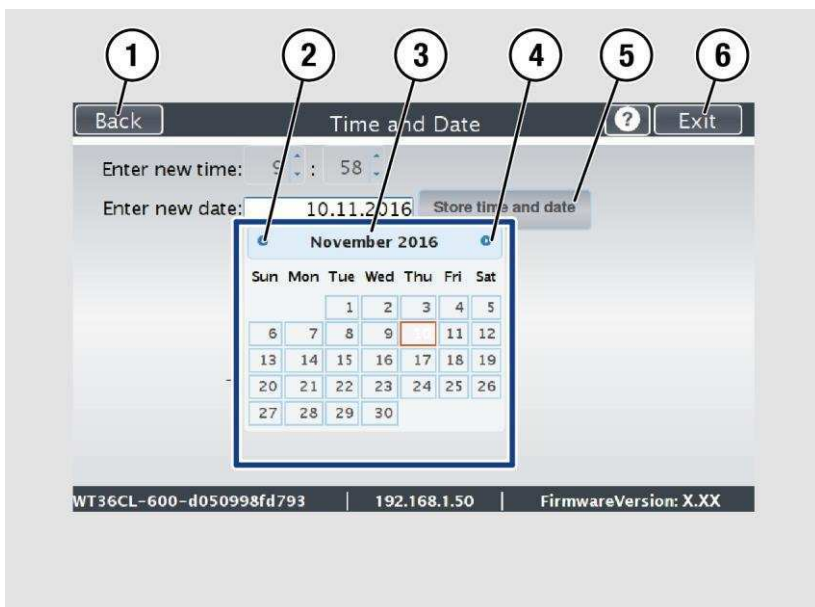 1 2 3 4 5 6
Back Time and Date ? Exit
Enter new time: 9 : 58
Enter new date: 10.11.2016 Store time and date
November 2016
Sun Mon Tue Wed Thu Fri Sat
1 2 3 4 5
6 7 8 9 10 11 12
13 14 15 16 17 18 19
20 21 22 23 24 25 26
27 28 29 30
WT36CL-600-d050998fd793 | 192.168.1.50 | FirmwareVersion: X.XX